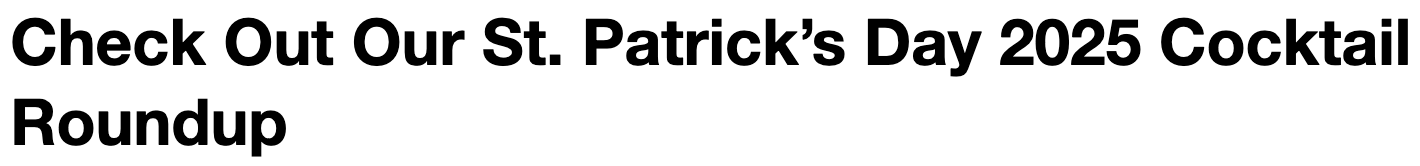 Check Out Our St. Patrick’s Day 2025 Cocktail
Roundup